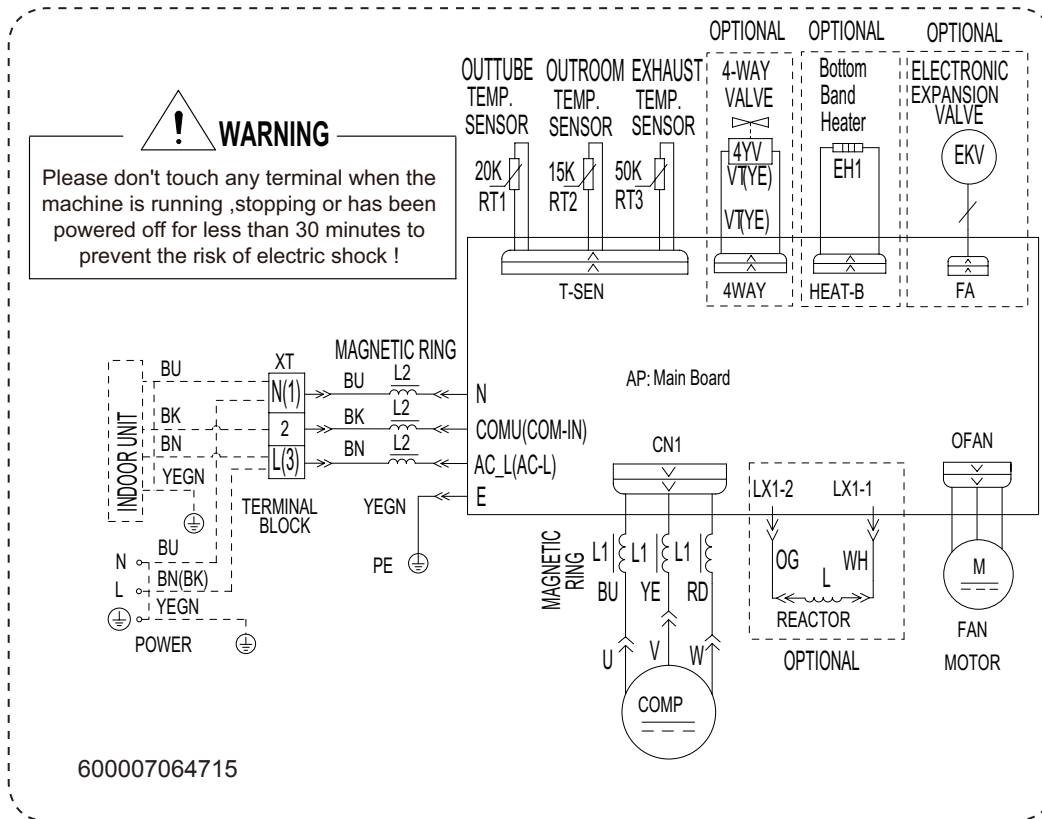 OPTIONAL OPTIONAL OPTIONAL
OUTTUBE TEMP. SENSOR
OUTROOM TEMP. SENSOR
EXHAUST TEMP. SENSOR
4-WAY VALVE
Bottom Band Heater
ELECTRONIC EXPANSION VALVE
! WARNING
Please don't touch any terminal when the
machine is running ,stopping or has been
powered off for less than 30 minutes to
prevent the risk of electric shock !
20K RT1
15K RT2
50K RT3
4YV
VT(YE)
VT(YE)
EH1
EKV
T-SEN
4WAY
HEAT-B
FA
MAGNETIC RING
XT
INDOOR UNIT
BU
BK
BN
YEGN
N(1)
2
L(3)
TERMINAL BLOCK
BU L2 N
BK L2 COMU(COM-IN)
BN L2 AC_L(AC-L)
YEGN E
PE
N BU
L BN(BK)
YEGN
POWER
AP: Main Board
CN1
MAGNETIC RING
L1 L1 L1
BU YE RD
U V W
COMP
LX1-2 LX1-1
OG L WH
REACTOR
OPTIONAL
OFAN
M
FAN
MOTOR
600007064715